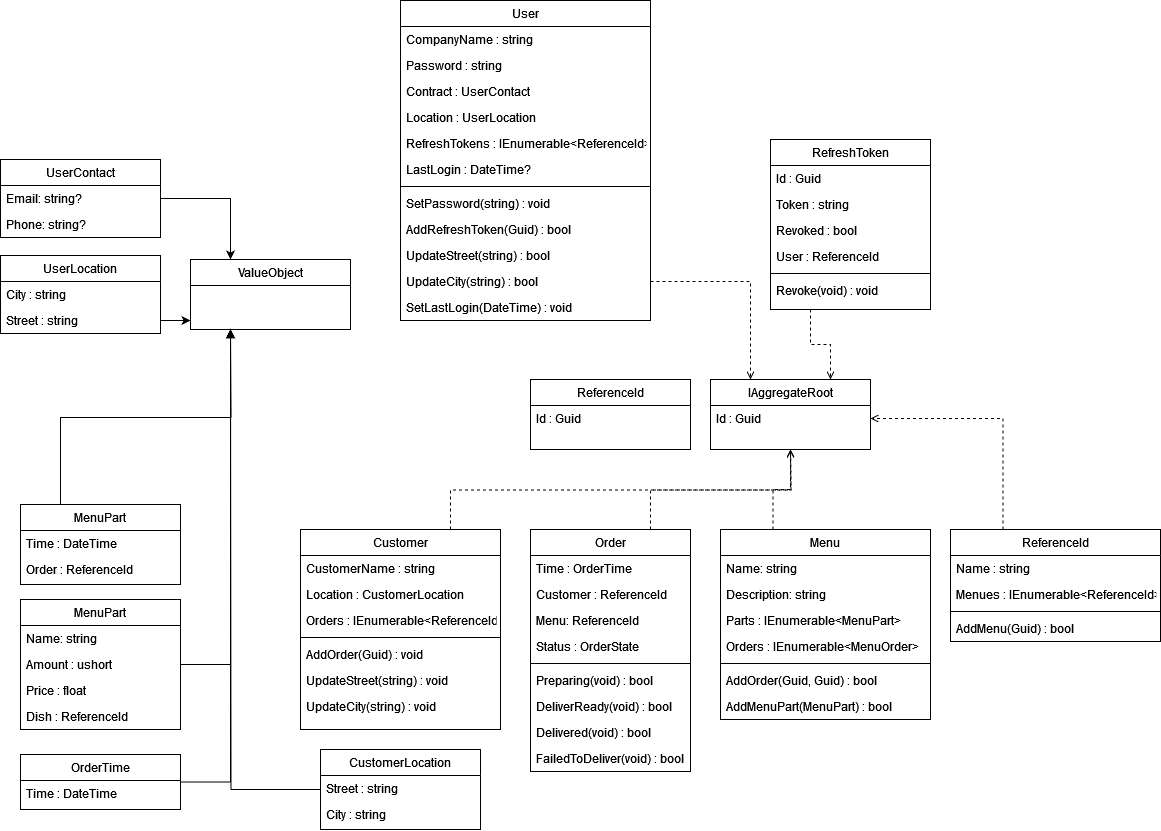 User
CompanyName : string
Password : string
Contract : UserContact
Location : UserLocation
RefreshTokens : IEnumerable<ReferenceId>
LastLogin : DateTime?
SetPassword(string) : void
AddRefreshToken(Guid) : bool
UpdateStreet(string) : bool
UpdateCity(string) : bool
SetLastLogin(DateTime) : void
RefreshToken
Id : Guid
Token : string
Revoked : bool
User : ReferenceId
Revoke(void) : void
UserContact
Email: string?
Phone: string?
UserLocation
City : string
Street : string
ValueObject
ReferenceId
Id : Guid
IAggregateRoot
Id : Guid
MenuPart
Time : DateTime
Order : ReferenceId
MenuPart
Name: string
Amount : ushort
Price : float
Dish : ReferenceId
OrderTime
Time : DateTime
Customer
CustomerName : string
Location : CustomerLocation
Orders : IEnumerable<ReferenceId
AddOrder(Guid) : void
UpdateStreet(string) : void
UpdateCity(string) : void
CustomerLocation
Street : string
City : string
Order
Time : OrderTime
Customer : ReferenceId
Menu: ReferenceId
Status : OrderState
Preparing(void) : bool
DeliverReady(void) : bool
Delivered(void) : bool
FailedToDeliver(void) : bool
Menu
Name: string
Description: string
Parts : IEnumerable<MenuPart>
Orders : IEnumerable<MenuOrder>
AddOrder(Guid, Guid) : bool
AddMenuPart(MenuPart) : bool
ReferenceId
Name : string
Menues : IEnumerable<ReferenceId>
AddMenu(Guid) : bool